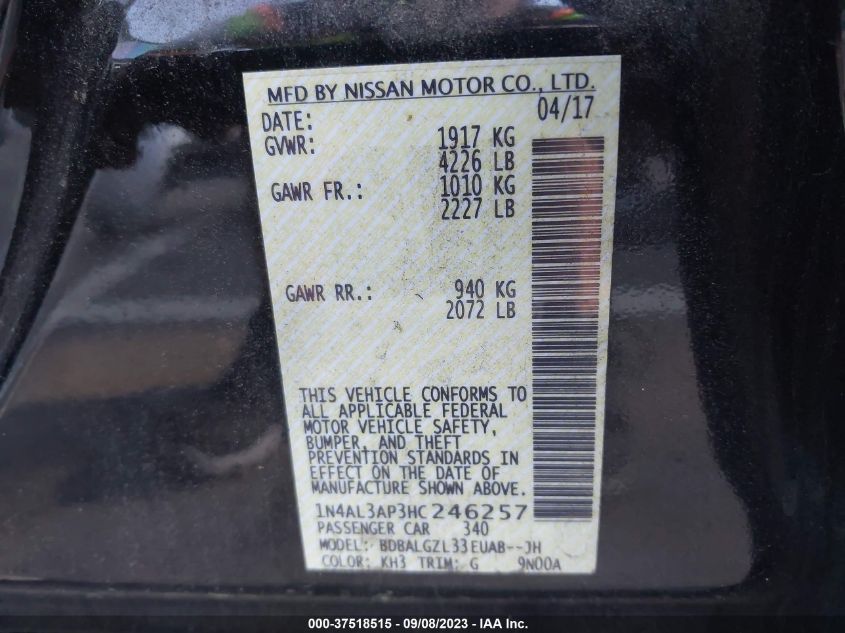 MFD BY NISSAN MOTOR CO., LTD.
DATE: 04/17
GVWR: 1917 KG
4226 LB
GAWR FR.: 1010 KG
2227 LB
GAWR RR.: 940 KG
2072 LB
THIS VEHICLE CONFORMS TO
ALL APPLICABLE FEDERAL
MOTOR VEHICLE SAFETY,
BUMPER, AND THEFT
PREVENTION STANDARDS IN
EFFECT ON THE DATE OF
MANUFACTURE SHOWN ABOVE.
1N4AL3AP3HC246257
PASSENGER CAR 340
MODEL: BDBALGZL33EUAB--JH
COLOR: KH3 TRIM: G 9N00A
000-37518515 - 09/08/2023 - IAA Inc.